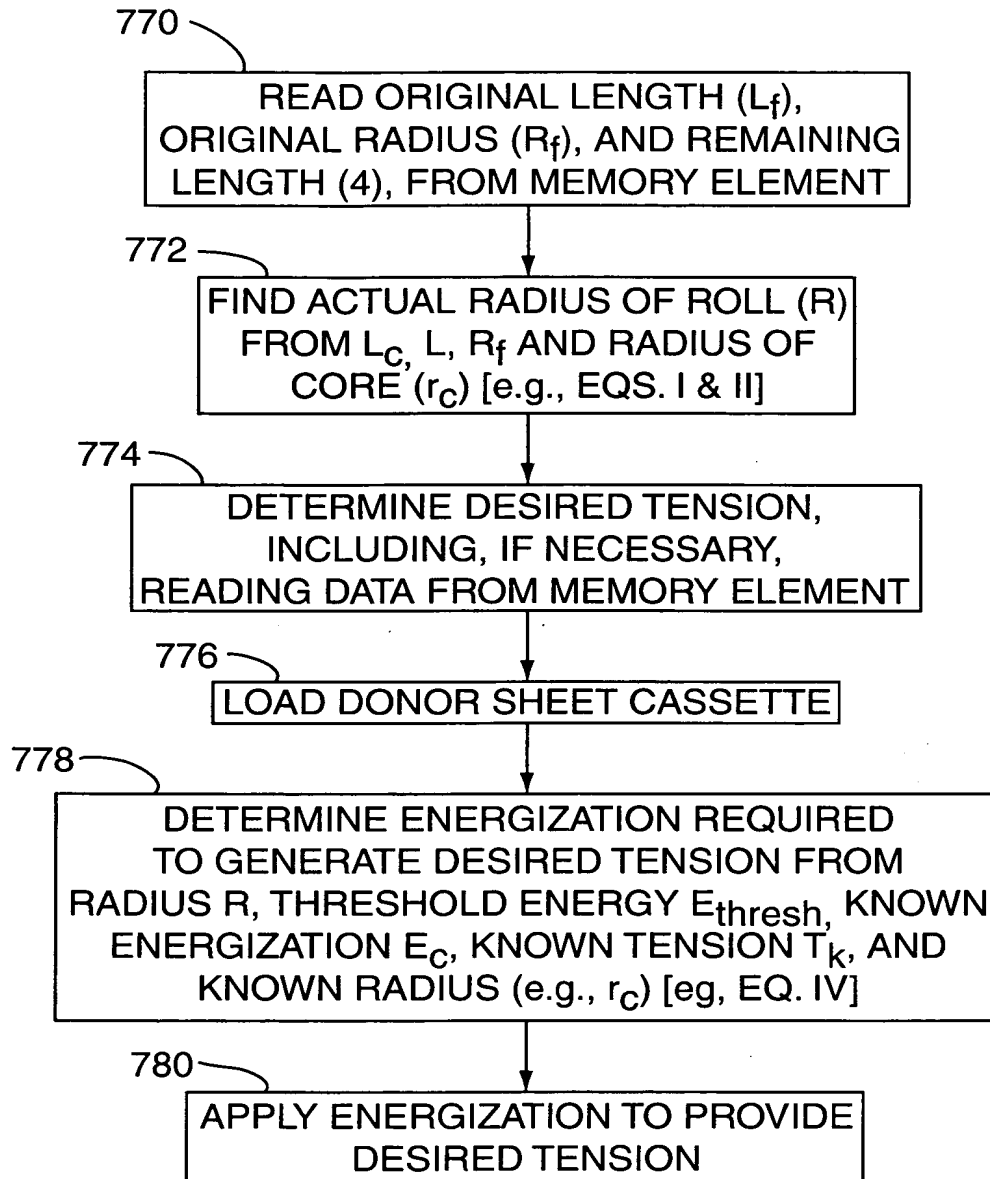 770
READ ORIGINAL LENGTH (Lf),
ORIGINAL RADIUS (Rf), AND REMAINING
LENGTH (4), FROM MEMORY ELEMENT
772
FIND ACTUAL RADIUS OF ROLL (R)
FROM Lc, L, Rf AND RADIUS OF
CORE (rc) [e.g., EQS. I & II]
774
DETERMINE DESIRED TENSION,
INCLUDING, IF NECESSARY,
READING DATA FROM MEMORY ELEMENT
776
LOAD DONOR SHEET CASSETTE
778
DETERMINE ENERGIZATION REQUIRED
TO GENERATE DESIRED TENSION FROM
RADIUS R, THRESHOLD ENERGY Ethresh, KNOWN
ENERGIZATION Ec, KNOWN TENSION Tk, AND
KNOWN RADIUS (e.g., rc) [eg, EQ. IV]
780
APPLY ENERGIZATION TO PROVIDE
DESIRED TENSION